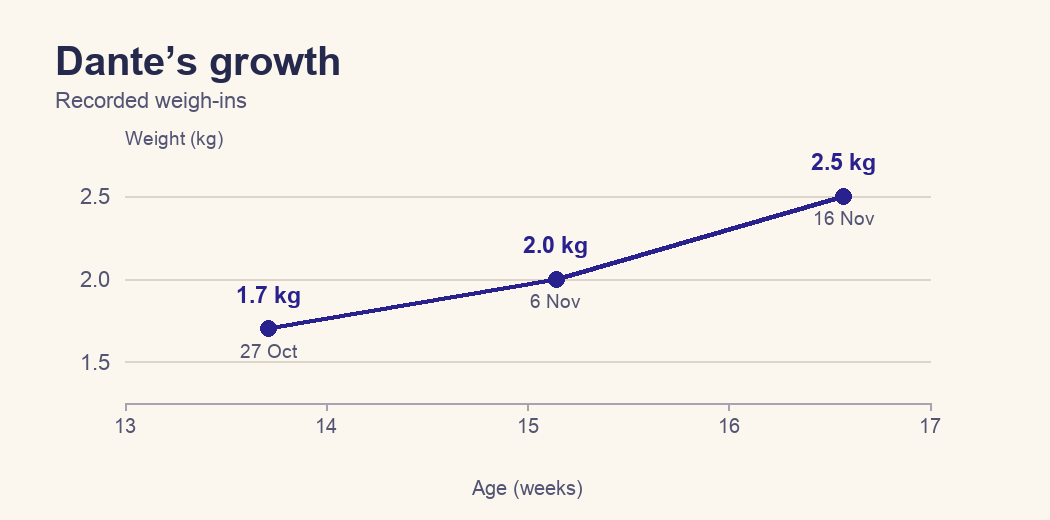 Dante’s growth
Recorded weigh-ins
Weight (kg)
2.5 kg
2.5
16 Nov
2.0 kg
2.0
6 Nov
1.7 kg
27 Oct
1.5
13 14 15 16 17
Age (weeks)